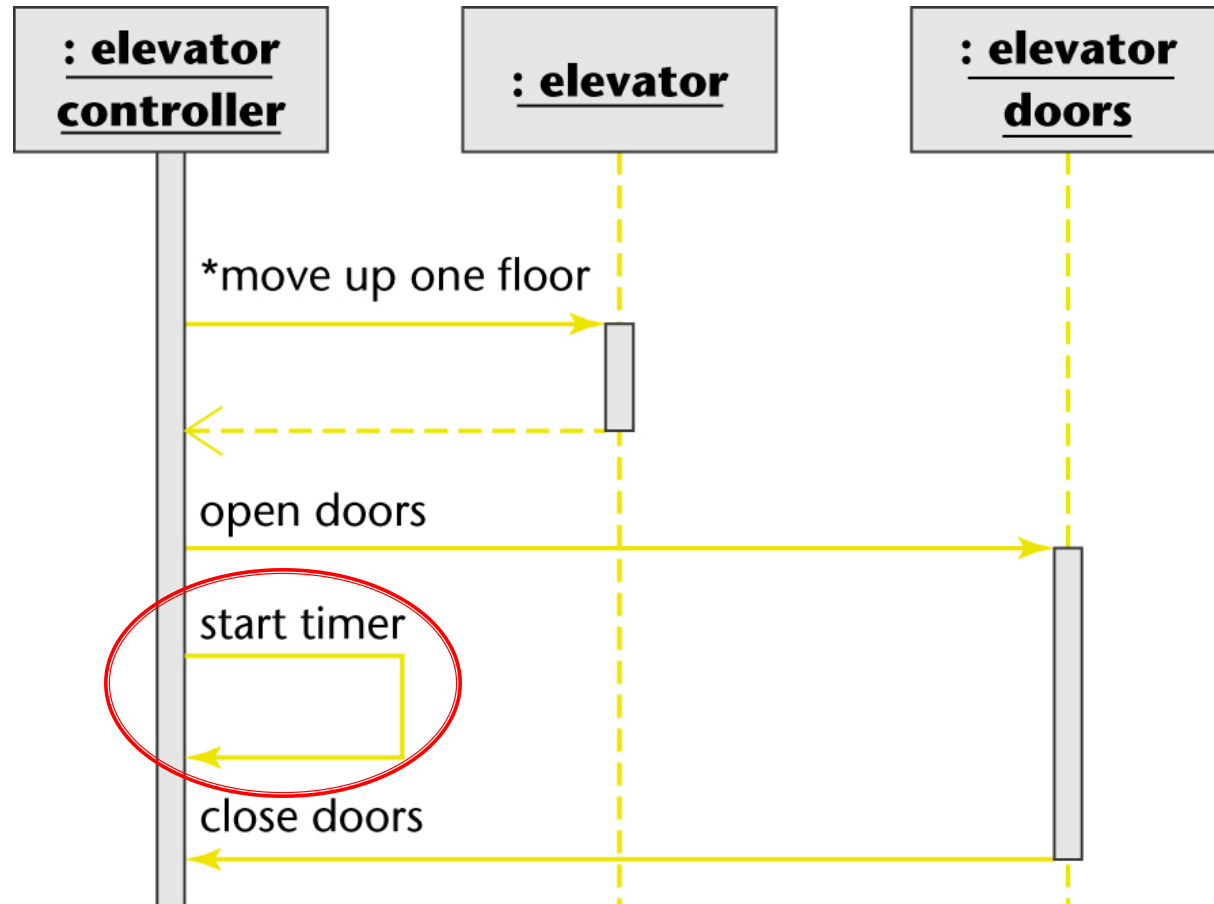 : elevator
controller
: elevator
: elevator
doors
*move up one floor
open doors
start timer
close doors